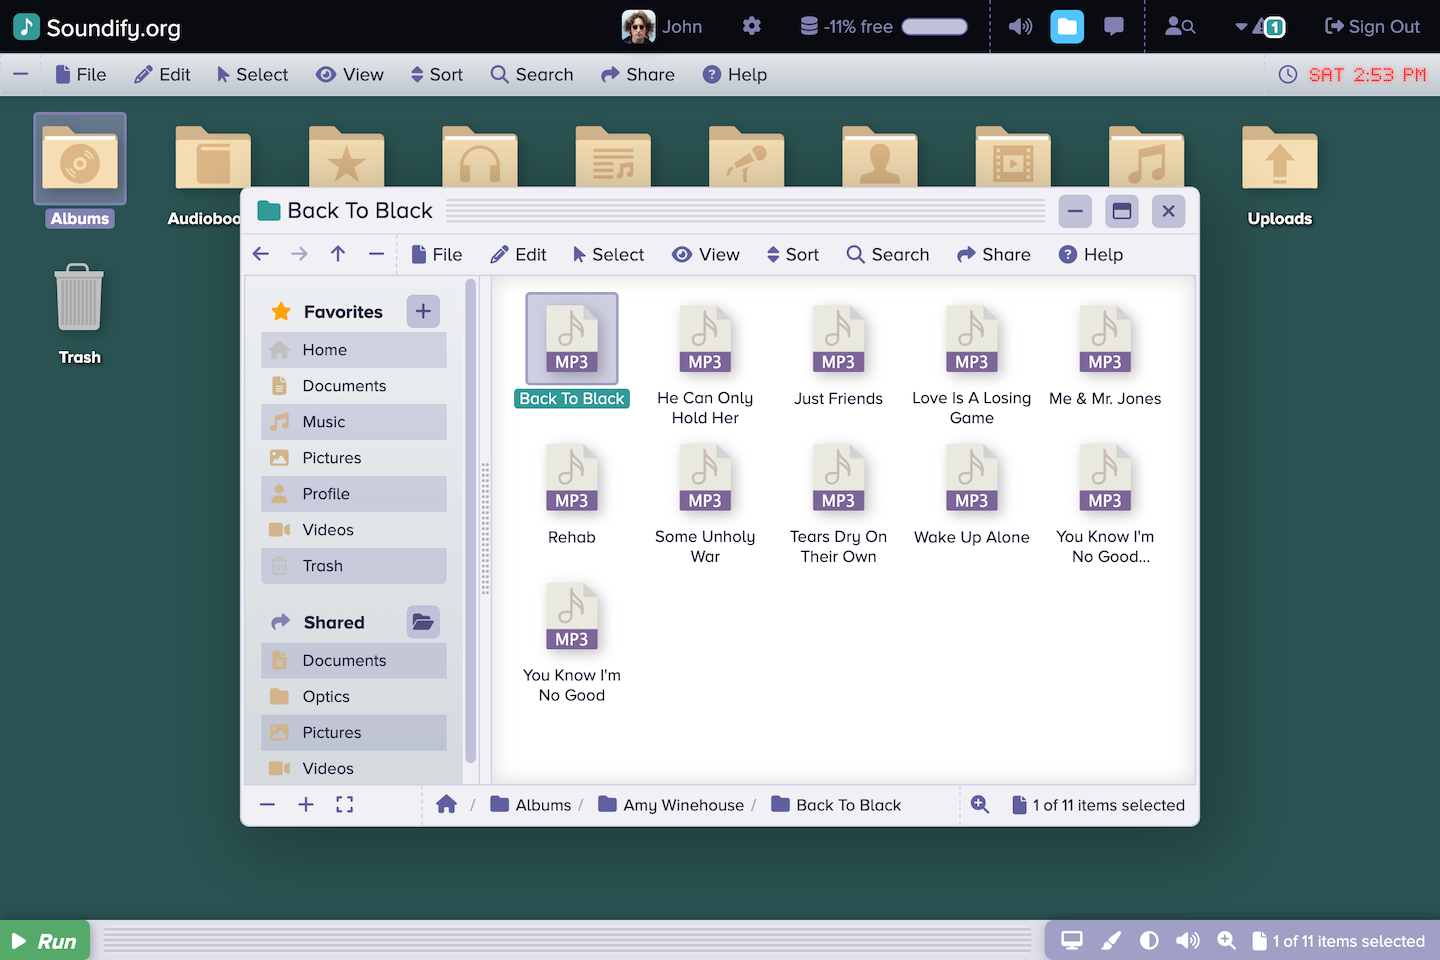 Soundify.org
John
-11% free
1
Sign Out
File
Edit
Select
View
Sort
Search
Share
Help
SAT 2:53 PM
Albums
Audioboo
Uploads
Trash
Back To Black
File
Edit
Select
View
Sort
Search
Share
Help
Favorites
Home
Documents
Music
Pictures
Profile
Videos
Trash
Shared
Documents
Optics
Pictures
Videos
MP3
MP3
MP3
MP3
MP3
Back To Black
He Can Only
Hold Her
Just Friends
Love Is A Losing
Game
Me & Mr. Jones
MP3
MP3
MP3
MP3
MP3
Rehab
Some Unholy
War
Tears Dry On
Their Own
Wake Up Alone
You Know I'm
No Good...
MP3
You Know I'm
No Good
/ Albums / Amy Winehouse / Back To Black
1 of 11 items selected
Run
1 of 11 items selected